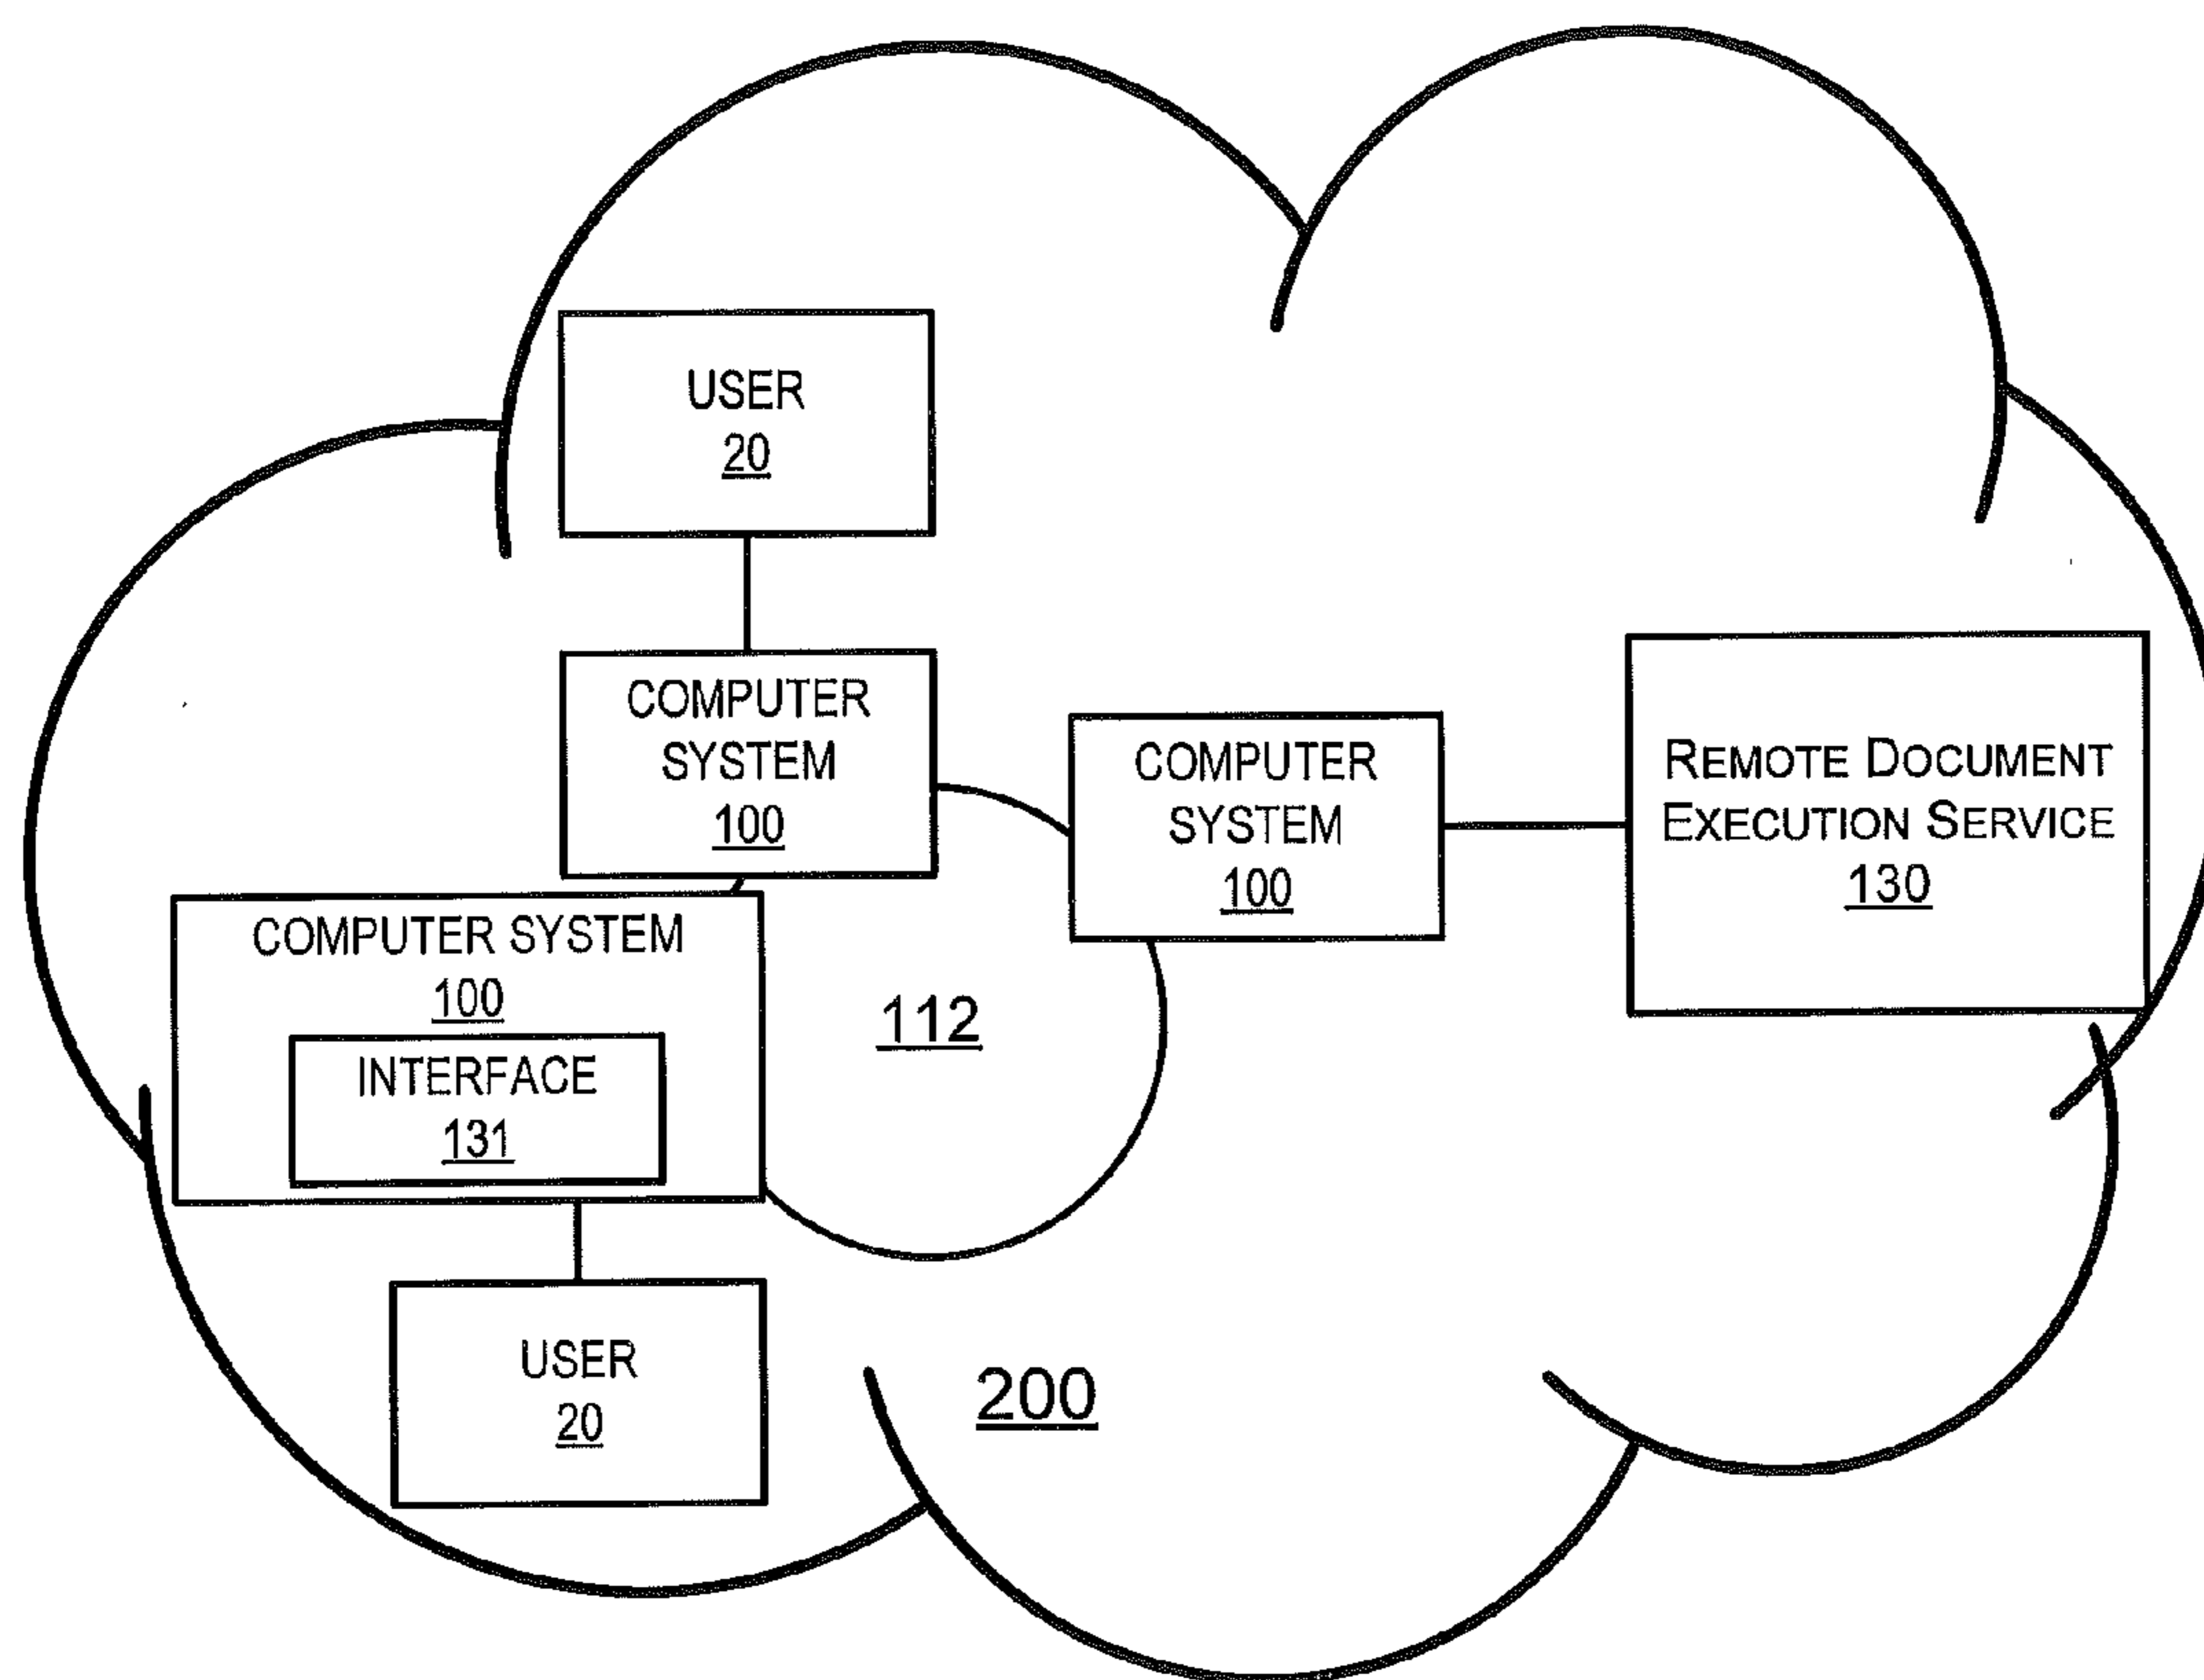 USER
20
COMPUTER
SYSTEM
100
COMPUTER
SYSTEM
100
REMOTE DOCUMENT
EXECUTION SERVICE
130
COMPUTER SYSTEM
100
INTERFACE
131
112
USER
20
200